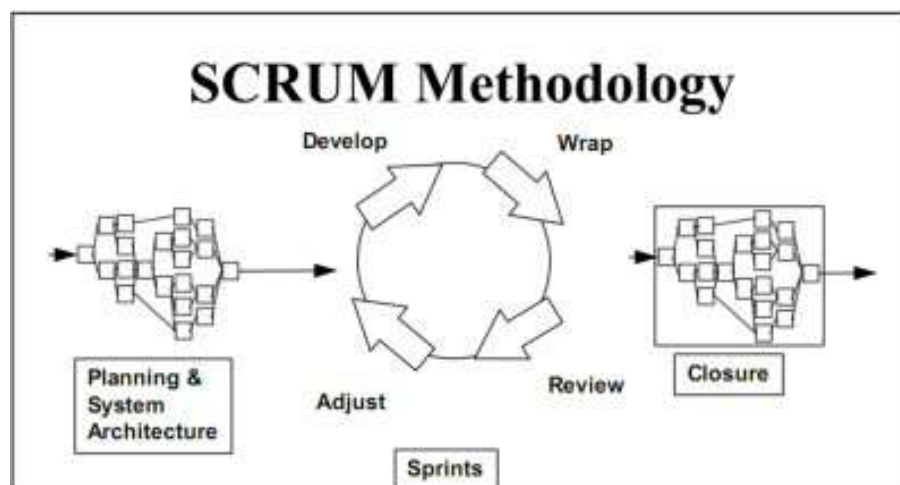 SCRUM Methodology
Develop
Wrap
Planning &
System
Architecture
Adjust
Review
Closure
Sprints